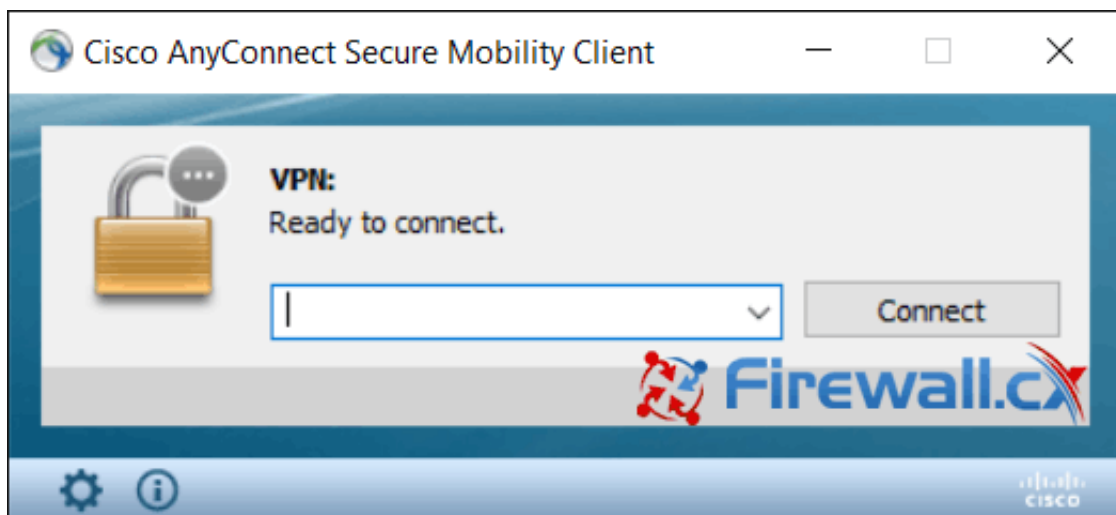 Cisco AnyConnect Secure Mobility Client
VPN:
Ready to connect.
Connect
Firewall.cx
CISCO